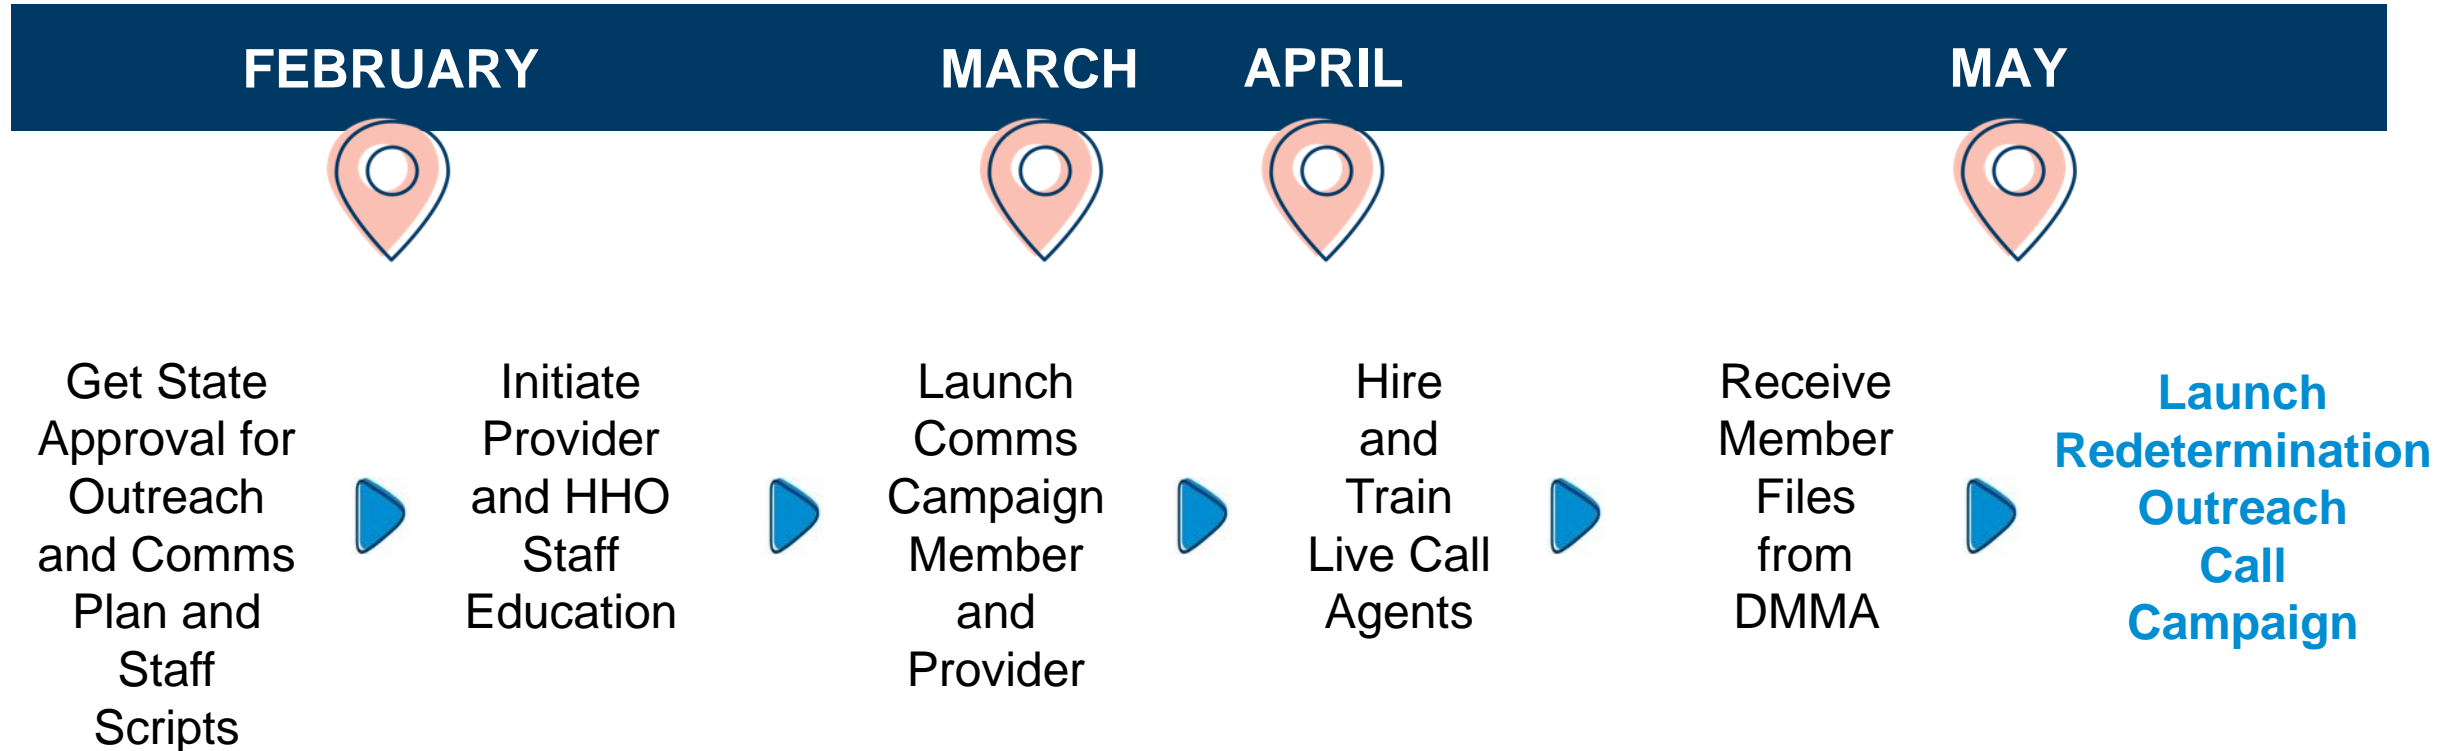 FEBRUARY
MARCH
APRIL
MAY
Get State
Approval for
Outreach
and Comms
Plan and
Staff
Scripts
Initiate
Provider
and HHO
Staff
Education
Launch
Comms
Campaign
Member
and
Provider
Hire
and
Train
Live Call
Agents
Receive
Member
Files
from
DMMA
Launch
Redetermination
Outreach
Call
Campaign